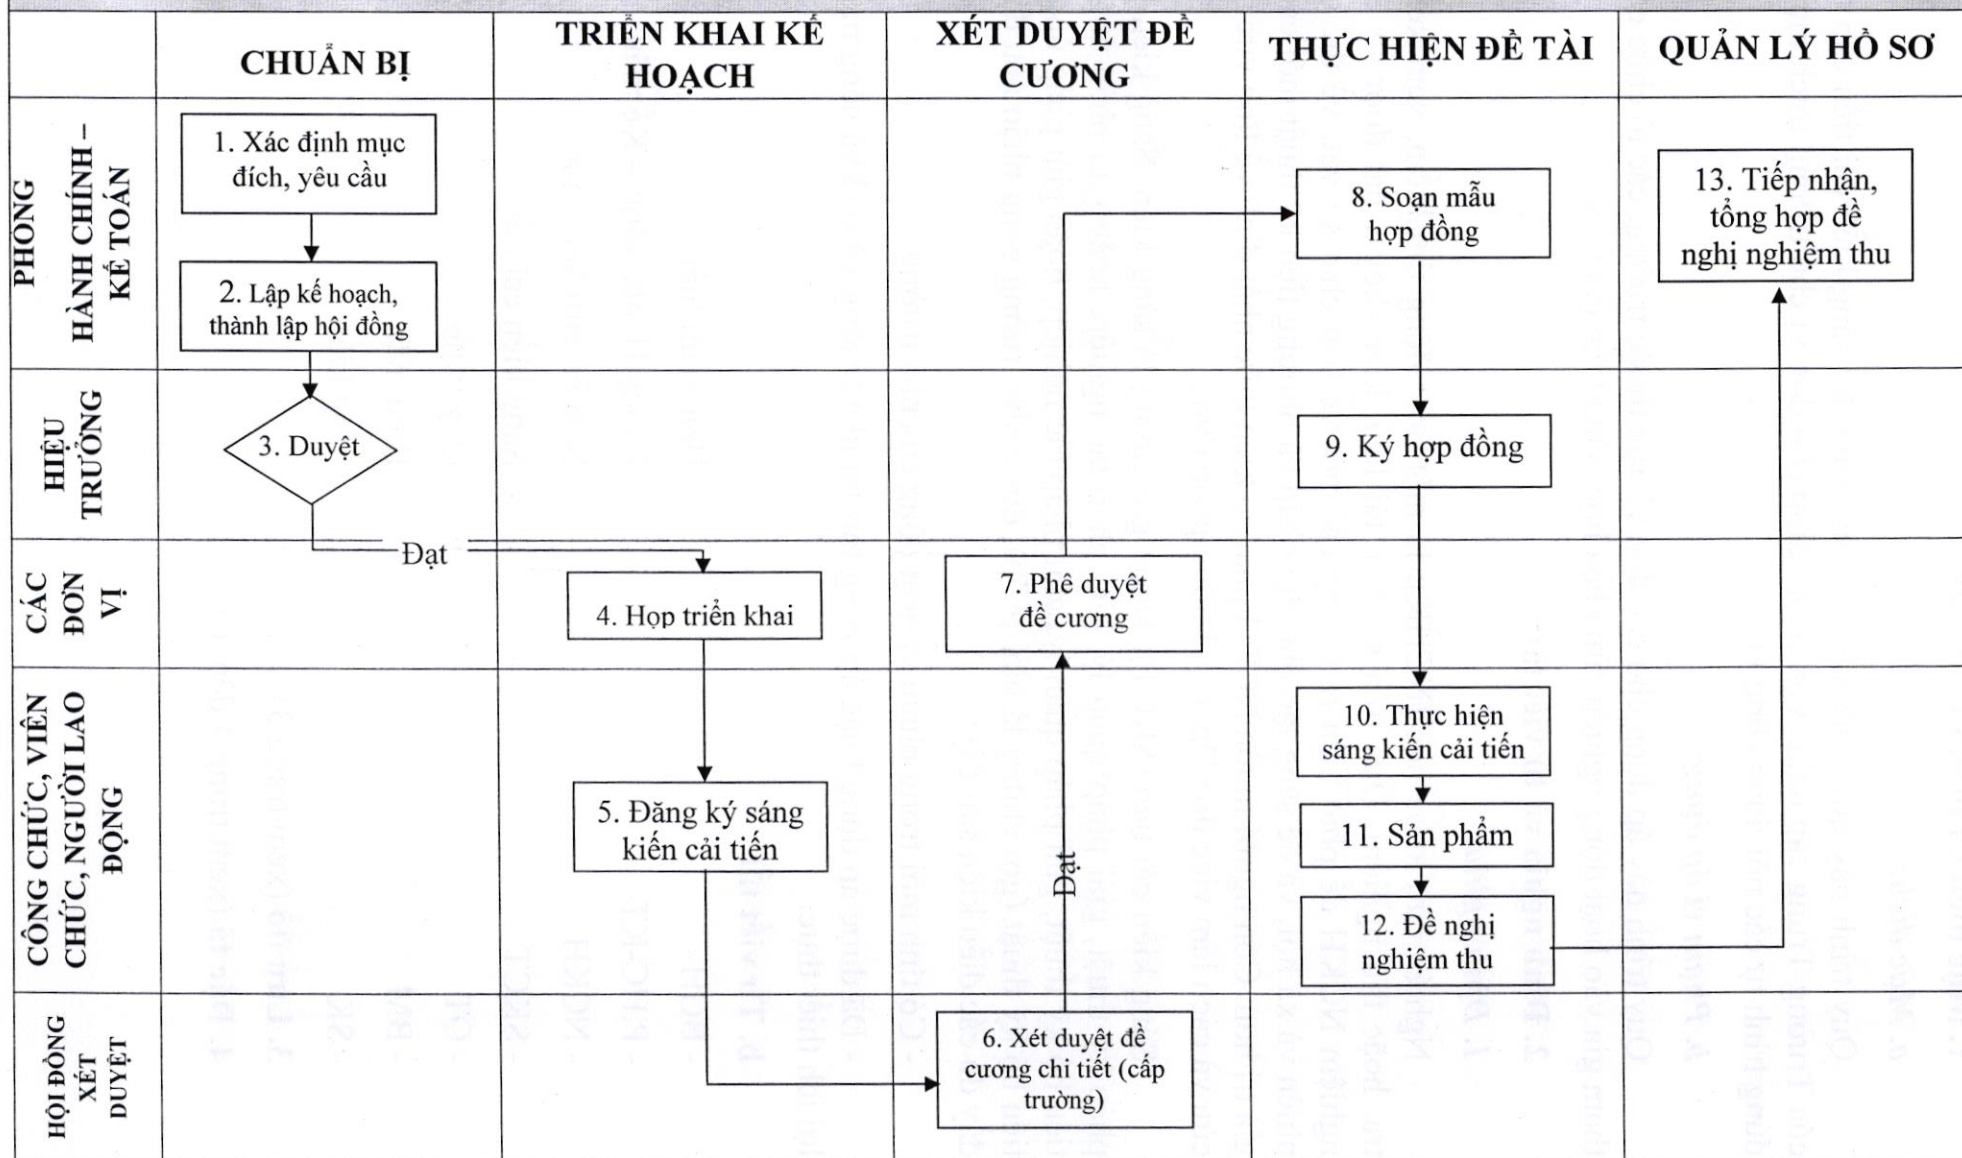 CHUẨN BỊ
TRIỂN KHAI KẾ
HOẠCH
XÉT DUYỆT ĐỀ
CƯƠNG
THỰC HIỆN ĐỀ TÀI
QUẢN LÝ HỒ SƠ
PHÒNG
HÀNH CHÍNH –
KẾ TOÁN
1. Xác định mục
đích, yêu cầu
2. Lập kế hoạch,
thành lập hội đồng
8. Soạn mẫu
hợp đồng
13. Tiếp nhận,
tổng hợp đề
nghị nghiệm thu
HIỆU
TRƯỞNG
3. Duyệt
9. Ký hợp đồng
CÁC
ĐƠN
VỊ
Đạt
4. Họp triển khai
7. Phê duyệt
đề cương
CÔNG CHỨC, VIÊN
CHỨC, NGƯỜI LAO
ĐỘNG
5. Đăng ký sáng
kiến cải tiến
Đạt
10. Thực hiện
sáng kiến cải tiến
11. Sản phẩm
12. Đề nghị
nghiệm thu
HỘI ĐỒNG
XÉT
DUYỆT
6. Xét duyệt đề
cương chi tiết (cấp
trường)